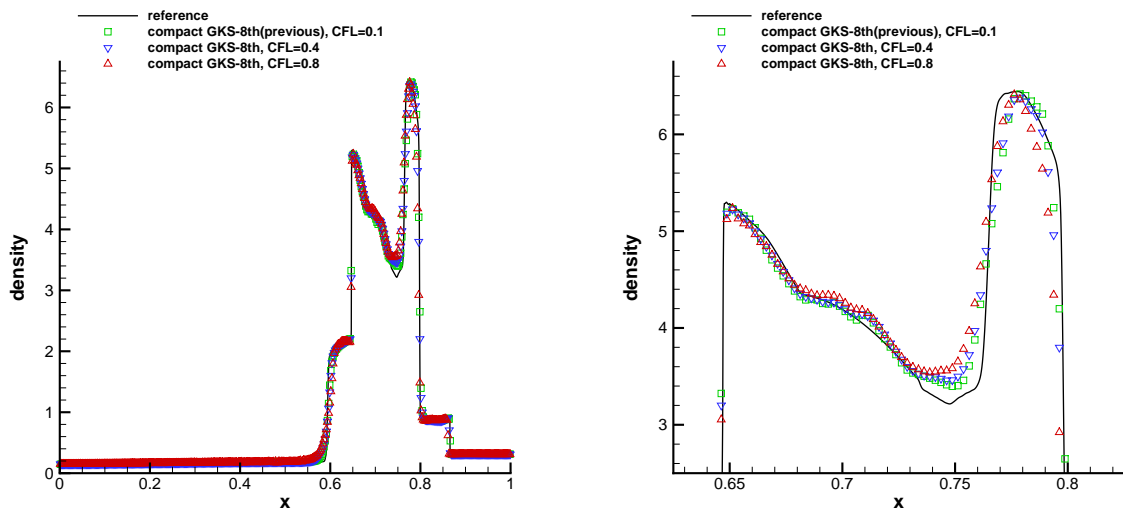 reference
compact GKS-8th(previous), CFL=0.1
compact GKS-8th, CFL=0.4
compact GKS-8th, CFL=0.8
density
6
5
4
3
2
1
0
0
0.2
0.4
0.6
0.8
1
x
reference
compact GKS-8th(previous), CFL=0.1
compact GKS-8th, CFL=0.4
compact GKS-8th, CFL=0.8
density
6
5
4
3
0.65
0.7
0.75
0.8
x